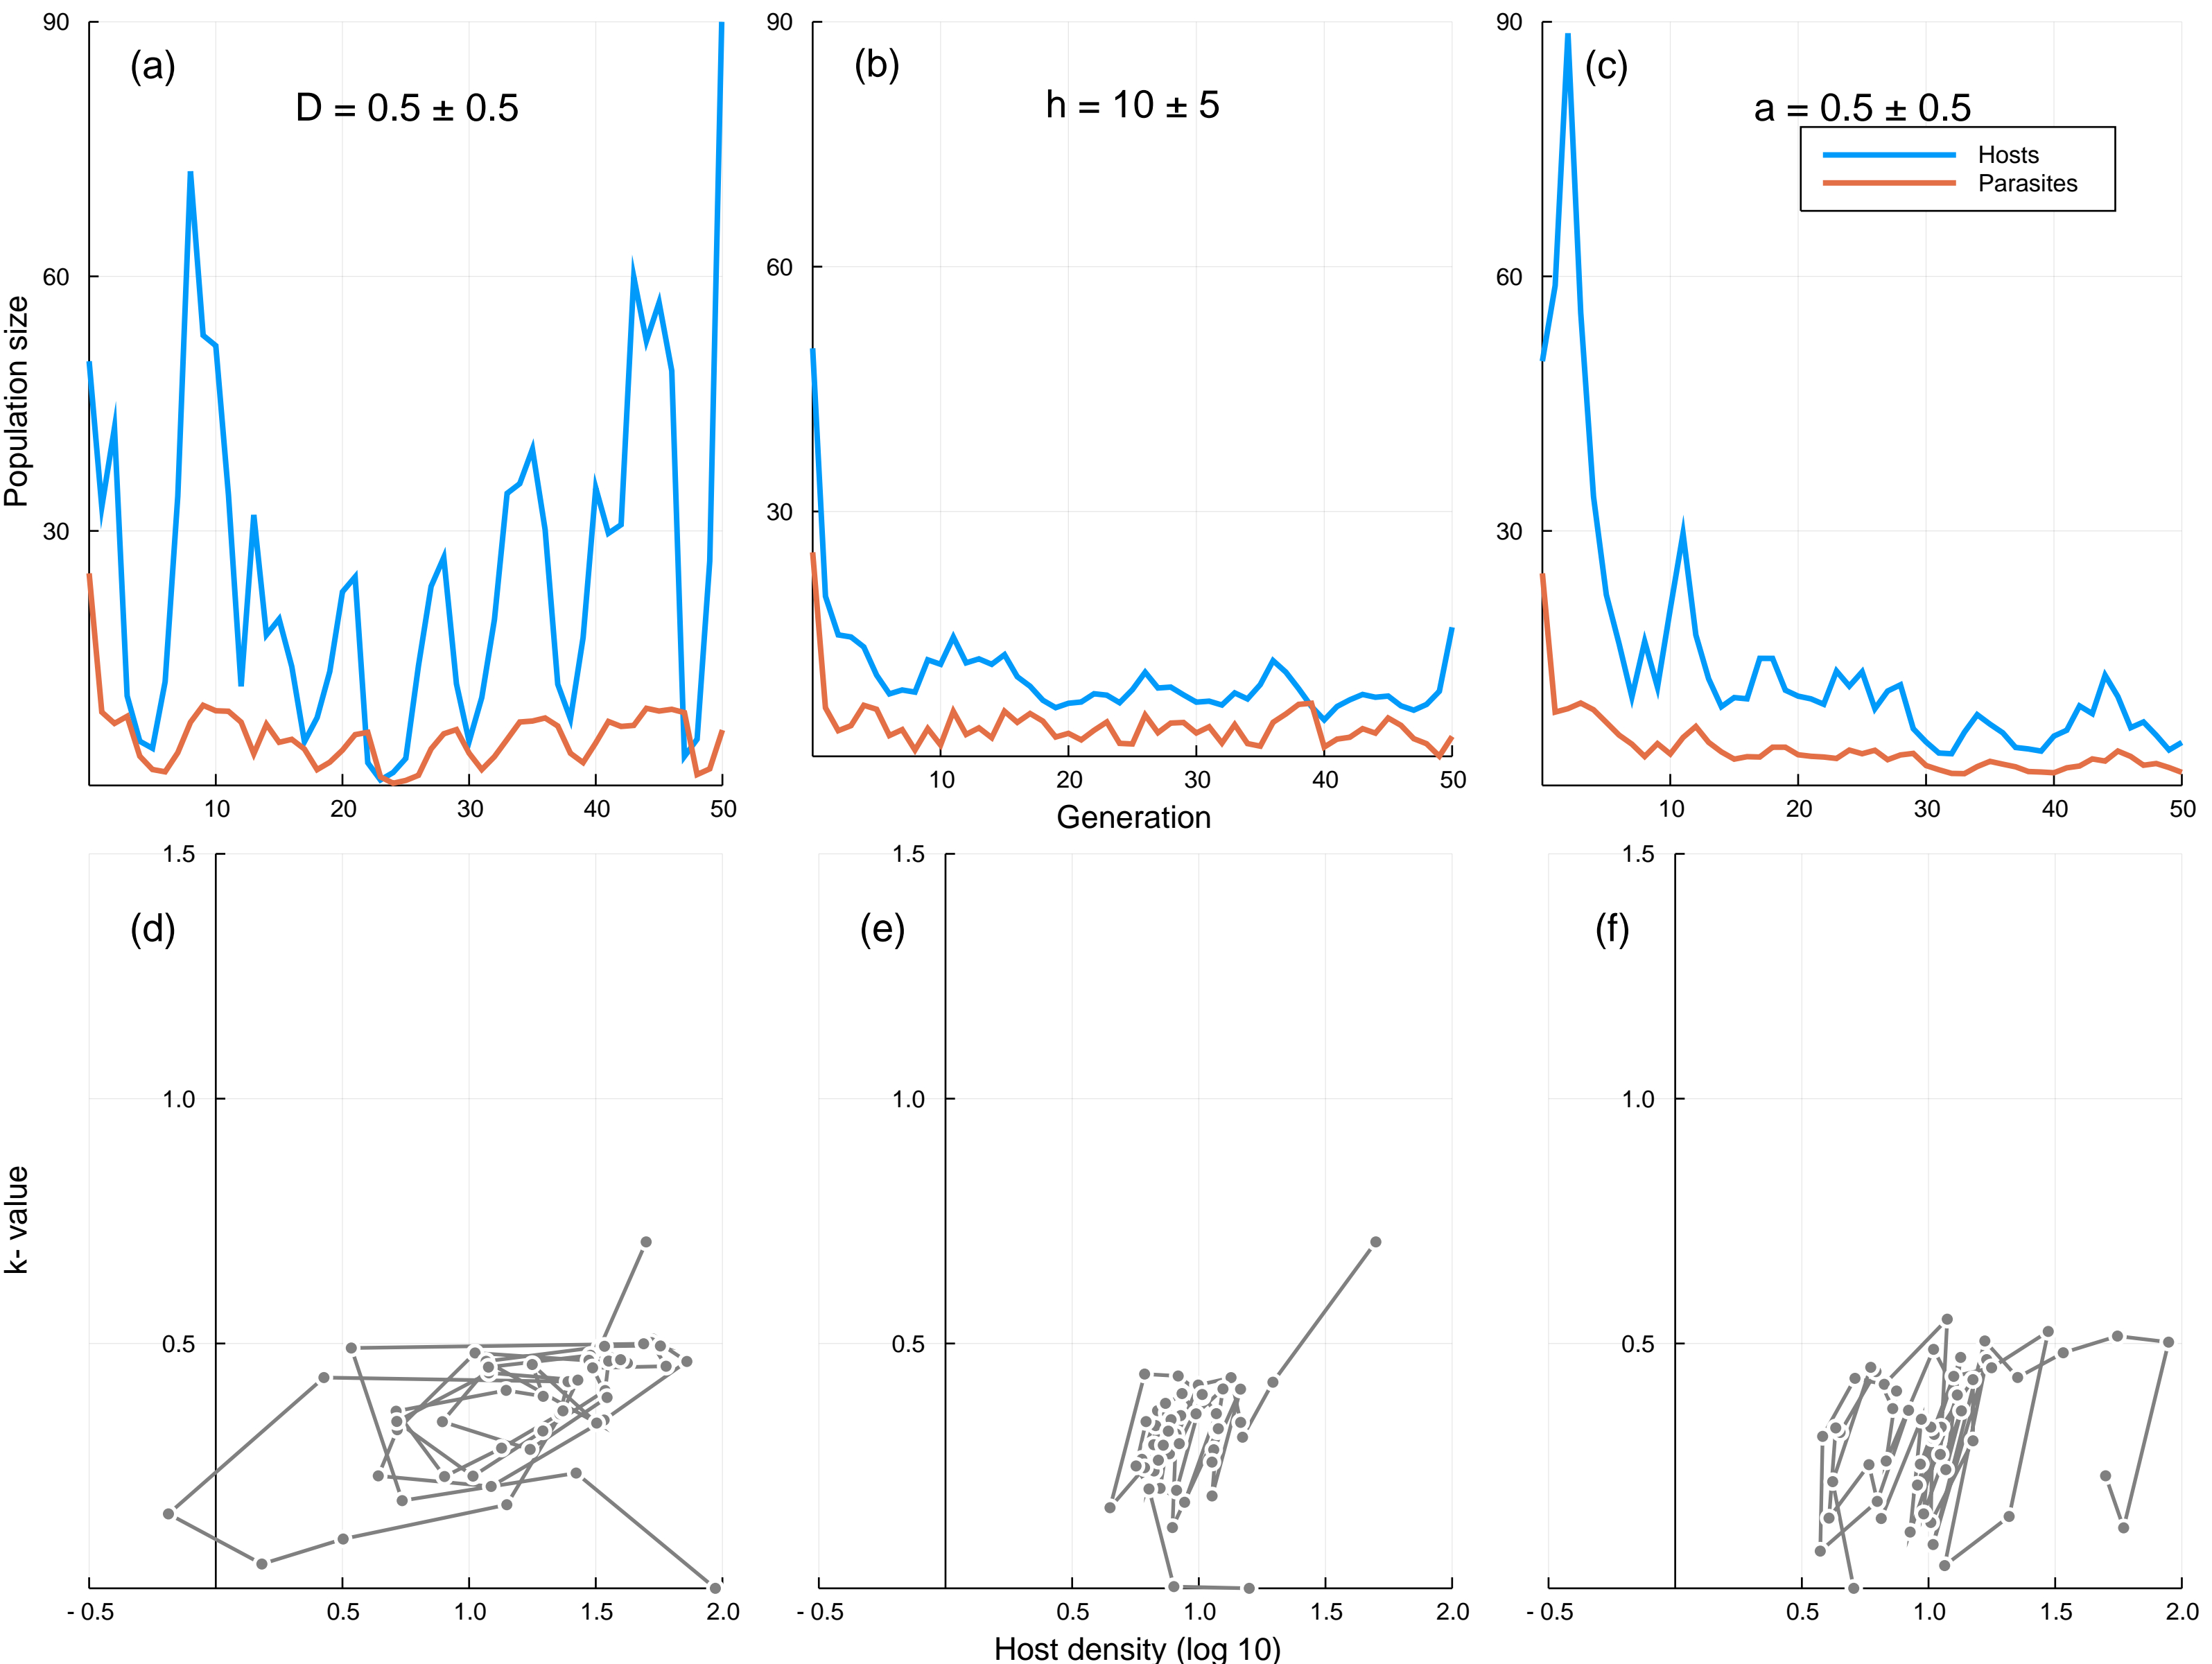 (a)
D = 0.5 ± 0.5
90
60
30
10 20 30 40 50
Population size
(b)
h = 10 ± 5
90
60
30
10 20 30 40 50
Generation
(c)
a = 0.5 ± 0.5
Hosts
Parasites
90
60
30
10 20 30 40 50
(d)
1.5
1.0
0.5
- 0.5 0.5 1.0 1.5 2.0
k- value
(e)
1.5
1.0
0.5
- 0.5 0.5 1.0 1.5 2.0
Host density (log 10)
(f)
1.5
1.0
0.5
- 0.5 0.5 1.0 1.5 2.0